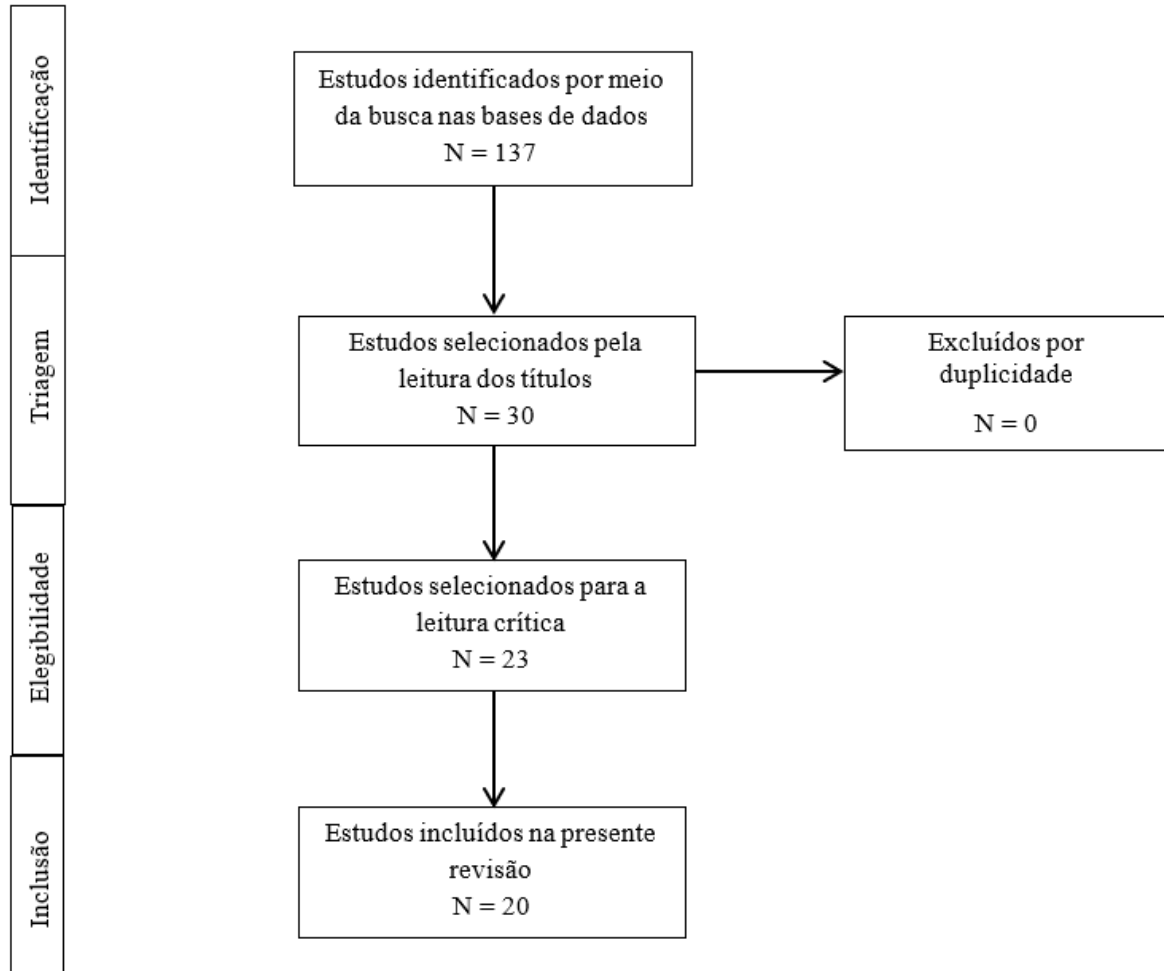 Identificação
Estudos identificados por meio
da busca nas bases de dados
N = 137
Triagem
Estudos selecionados pela
leitura dos títulos
N = 30
Excluídos por
duplicidade
N = 0
Elegibilidade
Estudos selecionados para a
leitura crítica
N = 23
Inclusão
Estudos incluídos na presente
revisão
N = 20